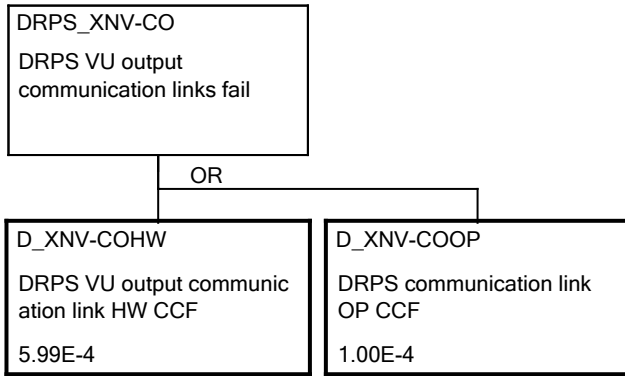 DRPS_XNV-CO
DRPS VU output
communication links fail
OR
D_XNV-COHW
DRPS VU output communic
ation link HW CCF
5.99E-4
D_XNV-COOP
DRPS communication link
OP CCF
1.00E-4